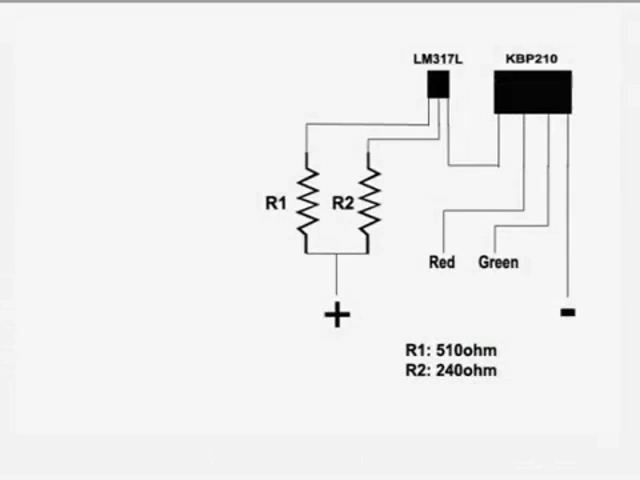 LM317L
KBP210
R1
R2
Red
Green
+
-
R1: 510ohm
R2: 240ohm